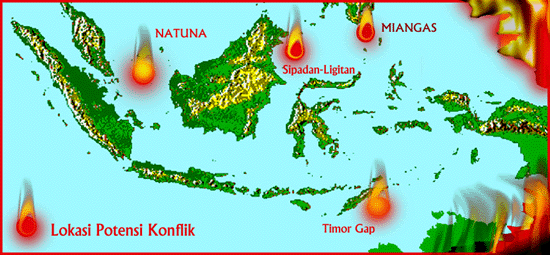 NATUNA
MIANGAS
Sipadan-Ligitan
Timor Gap
Lokasi Potensi Konflik